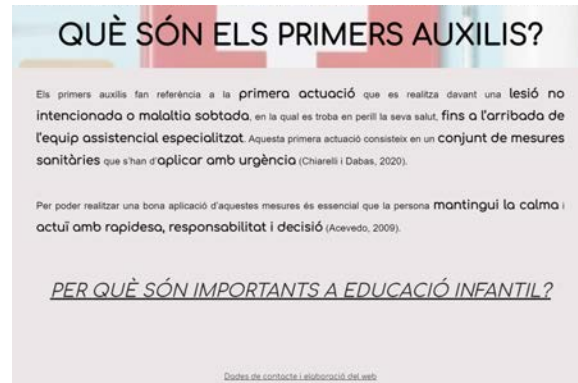 QUÈ SÓN ELS PRIMERS AUXILIS?
Els primers auxilis fan referència a la primera actuació que es realitza davant una lesió no
intencionada o malaltia sobtada, en la qual es troba en perill la seva salut, fins a l'arribada de
l'equip assistencial especialitzat. Aquesta primera actuació consisteix en un conjunt de mesures
sanitàries que s'han d'aplicar amb urgència (Chiarelli i Dabas, 2020).
Per poder realitzar una bona aplicació d'aquestes mesures és essencial que la persona mantingui la calma i
actuï amb rapidesa, responsabilitat i decisió (Acevedo, 2009).
PER QUÈ SÓN IMPORTANTS A EDUCACIÓ INFANTIL?
Dades de contacte i elaboració del web